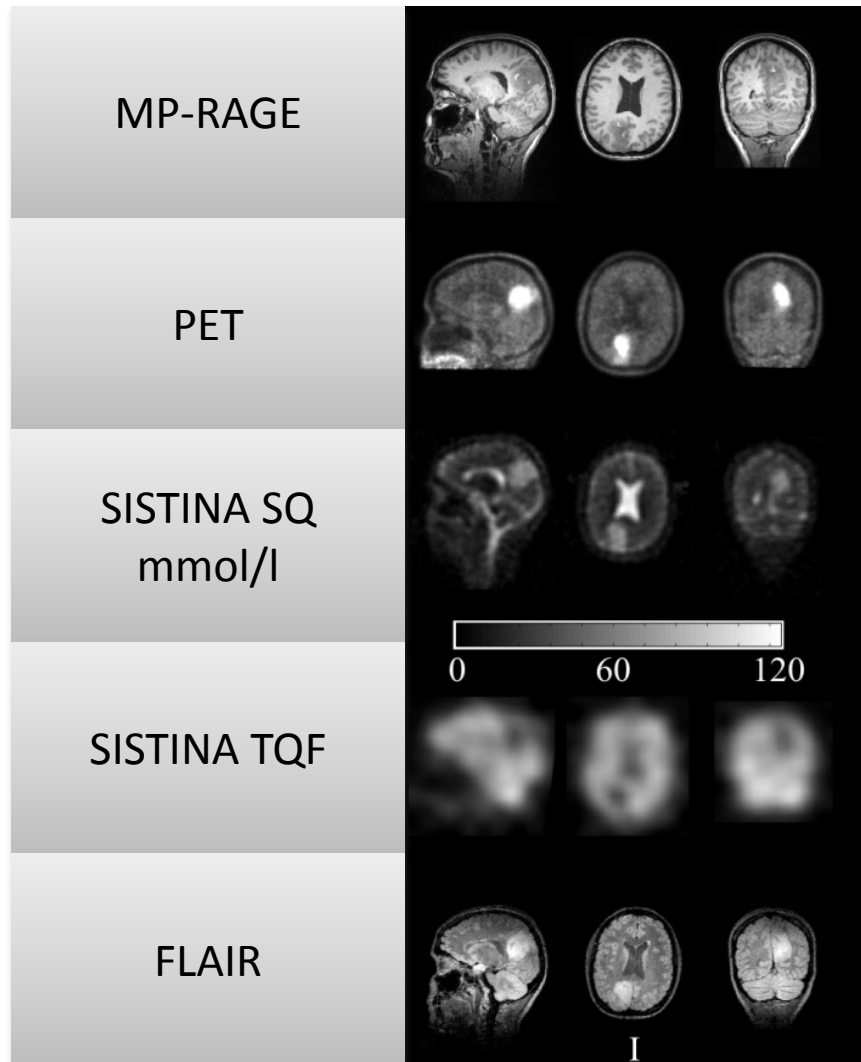 MP-RAGE
PET
SISTINA SQ
mmol/l
0 60 120
SISTINA TQF
FLAIR
I